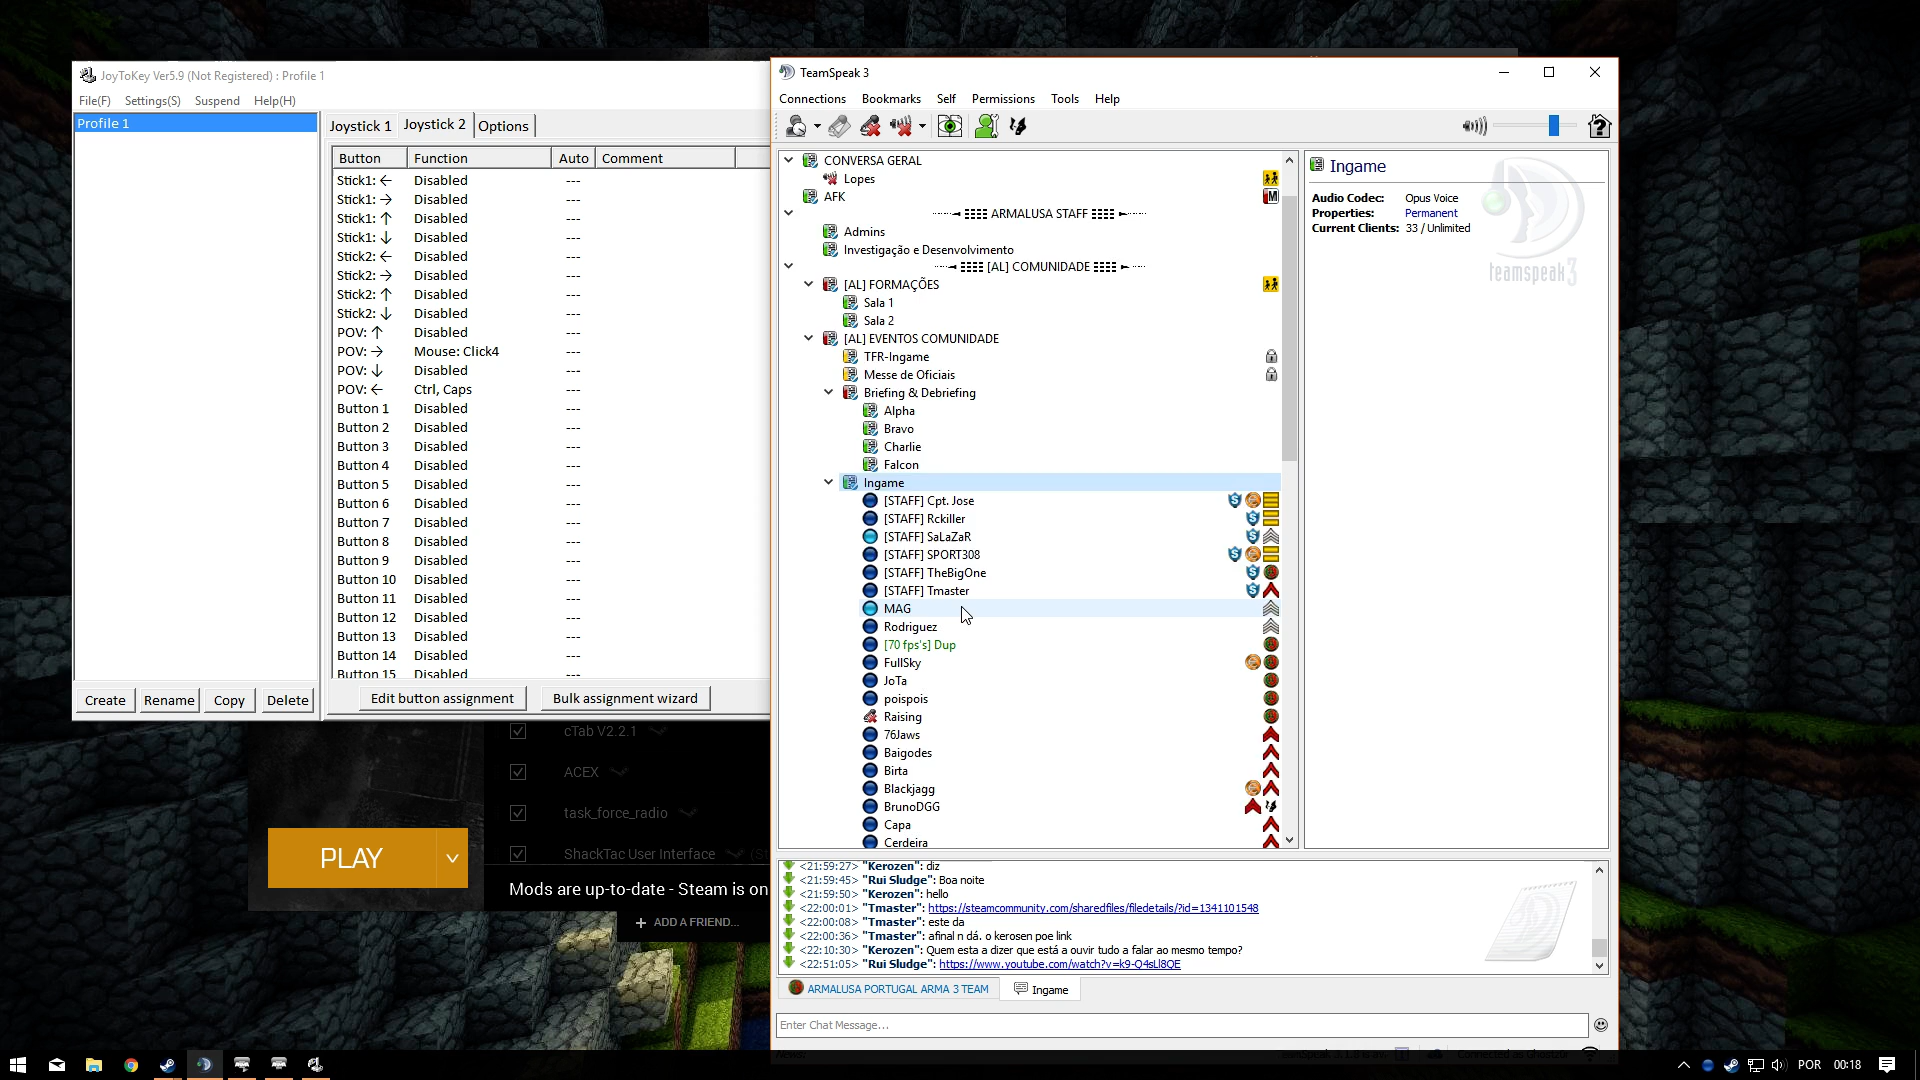 JoyToKey Ver5.9 (Not Registered) : Profile 1
File(F) Settings(S) Suspend Help(H)
Profile 1
Joystick 1 Joystick 2 Options
Button Function Auto Comment
Stick1: ← Disabled ---
Stick1: → Disabled ---
Stick1: ↑ Disabled ---
Stick1: ↓ Disabled ---
Stick2: ← Disabled ---
Stick2: → Disabled ---
Stick2: ↑ Disabled ---
Stick2: ↓ Disabled ---
POV: ↑ Disabled ---
POV: → Mouse: Click4 ---
POV: ↓ Disabled ---
POV: ← Ctrl, Caps ---
Button 1 Disabled ---
Button 2 Disabled ---
Button 3 Disabled ---
Button 4 Disabled ---
Button 5 Disabled ---
Button 6 Disabled ---
Button 7 Disabled ---
Button 8 Disabled ---
Button 9 Disabled ---
Button 10 Disabled ---
Button 11 Disabled ---
Button 12 Disabled ---
Button 13 Disabled ---
Button 14 Disabled ---
Button 15 Disabled ---
Create Rename Copy Delete
Edit button assignment Bulk assignment wizard
cTab V2.2.1
ACEX
task_force_radio
ShackTac User Interface
PLAY
Mods are up-to-date - Steam is on
ADD A FRIEND...
TeamSpeak 3
Connections Bookmarks Self Permissions Tools Help
CONVERSA GERAL
Lopes
AFK
M
ARMALUSA STAFF
Admins
Investigação e Desenvolvimento
[AL] COMUNIDADE
[AL] FORMAÇÕES
Sala 1
Sala 2
[AL] EVENTOS COMUNIDADE
TFR-Ingame
Messe de Oficiais
Briefing & Debriefing
Alpha
Bravo
Charlie
Falcon
Ingame
[STAFF] Cpt. Jose
[STAFF] Rckiller
[STAFF] SaLaZaR
[STAFF] SPORT308
[STAFF] TheBigOne
[STAFF] Tmaster
MAG
Rodriguez
[70 fps's] Dup
FullSky
JoTa
poispois
Raising
76Jaws
Baigodes
Birta
Blackjagg
BrunoDGG
Capa
Cerdeira
Ingame
Audio Codec: Opus Voice
Properties: Permanent
Current Clients: 33 / Unlimited
teamspeak3
<21:59:27> "Kerozen": diz
<21:59:45> "Rui Sludge": Boa noite
<21:59:50> "Kerozen": hello
<22:00:01> "Tmaster": https://steamcommunity.com/sharedfiles/filedetails/?id=1341101548
<22:00:08> "Tmaster": este da
<22:00:36> "Tmaster": afinal n dá. o kerosen poe link
<22:10:30> "Kerozen": Quem esta a dizer que está a ouvir tudo a falar ao mesmo tempo?
<22:51:05> "Rui Sludge": https://www.youtube.com/watch?v=k9-Q4sLl8QE
ARMALUSA PORTUGAL ARMA 3 TEAM Ingame
Enter Chat Message...
POR 00:18